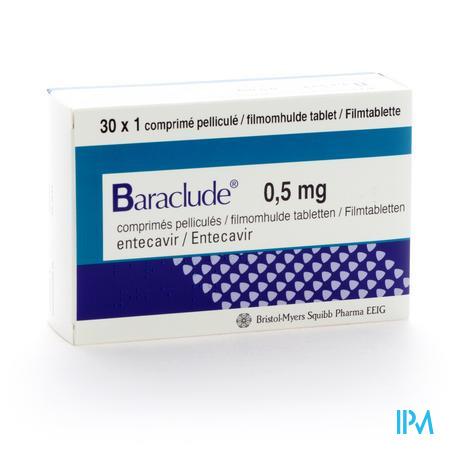 30 x 1 comprimé pelliculé / filmomhulde tablet / Filmtablette
Baraclude® 0,5 mg
comprimés pelliculés / filmomhulde tabletten / Filmtabletten
entecavir / Entecavir
Bristol-Myers Squibb Pharma EEIG
IPM